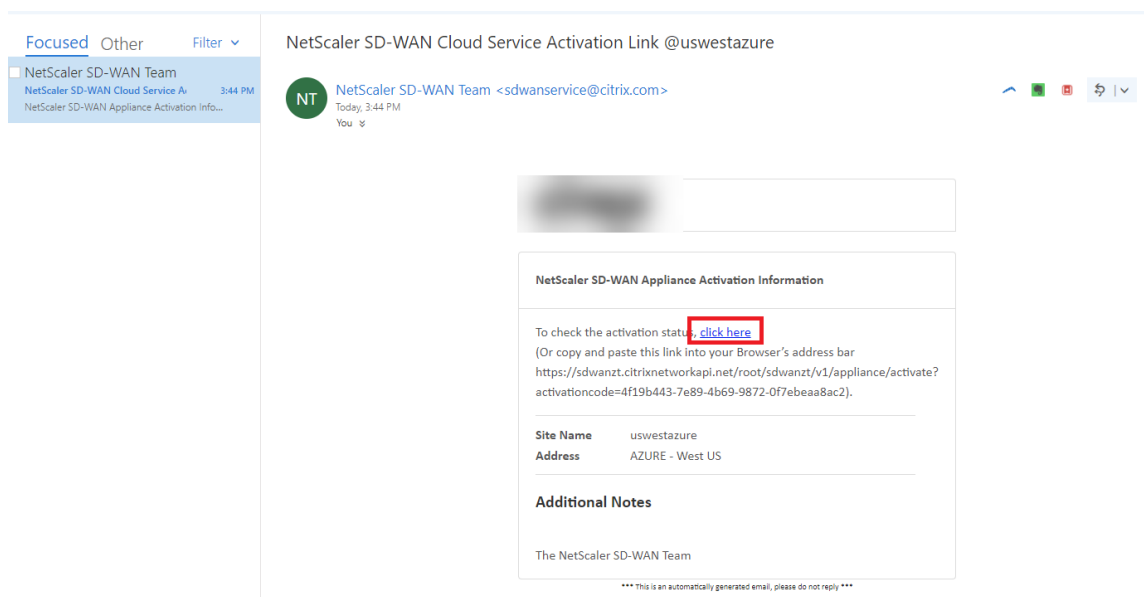 Focused Other Filter
NetScaler SD-WAN Team
NetScaler SD-WAN Cloud Service A 3:44 PM
NetScaler SD-WAN Appliance Activation Info...
NetScaler SD-WAN Cloud Service Activation Link @uswestazure
NT
NetScaler SD-WAN Team <sdwanservice@citrix.com>
Today, 3:44 PM
You
NetScaler SD-WAN Appliance Activation Information
To check the activation status, click here
(Or copy and paste this link into your Browser's address bar
https://sdwanzt.citrixnetworkapi.net/root/sdwanzt/v1/appliance/activate?
activationcode=4f19b443-7e89-4b69-9872-0f7ebeaa8ac2).
Site Name uswestazure
Address AZURE - West US
Additional Notes
The NetScaler SD-WAN Team
*** This is an automatically generated email, please do not reply ***